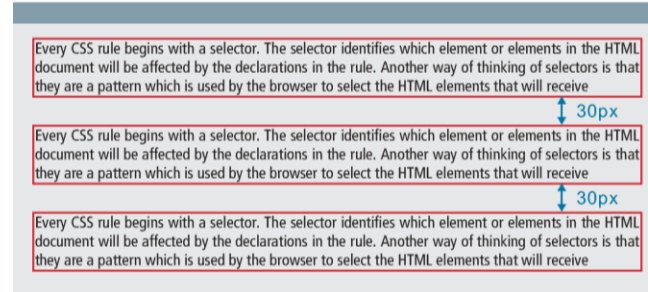 Every CSS rule begins with a selector. The selector identifies which element or elements in the HTML
document will be affected by the declarations in the rule. Another way of thinking of selectors is that
they are a pattern which is used by the browser to select the HTML elements that will receive
30px
Every CSS rule begins with a selector. The selector identifies which element or elements in the HTML
document will be affected by the declarations in the rule. Another way of thinking of selectors is that
they are a pattern which is used by the browser to select the HTML elements that will receive
30px
Every CSS rule begins with a selector. The selector identifies which element or elements in the HTML
document will be affected by the declarations in the rule. Another way of thinking of selectors is that
they are a pattern which is used by the browser to select the HTML elements that will receive